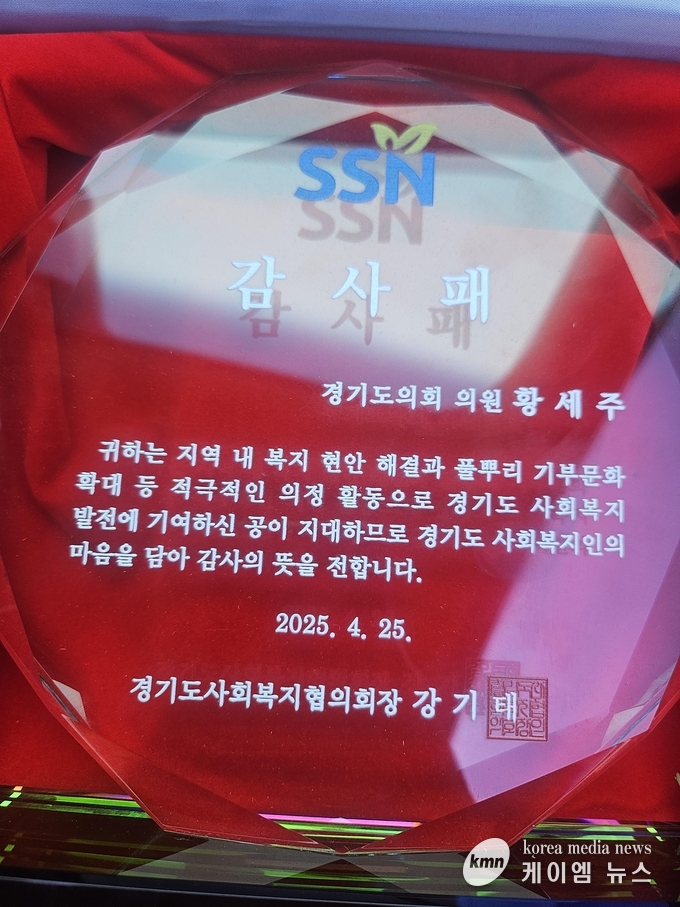 SSN
감사패
경기도의회 의원 황세주
귀하는 지역 내 복지 현안 해결과 풀뿌리 기부문화
확대 등 적극적인 의정 활동으로 경기도 사회복지
발전에 기여하신 공이 지대하므로 경기도 사회복지인의
마음을 담아 감사의 뜻을 전합니다.
2025. 4. 25.
경기도사회복지협의회장 강기태
kmn korea media news
케이엠 뉴스